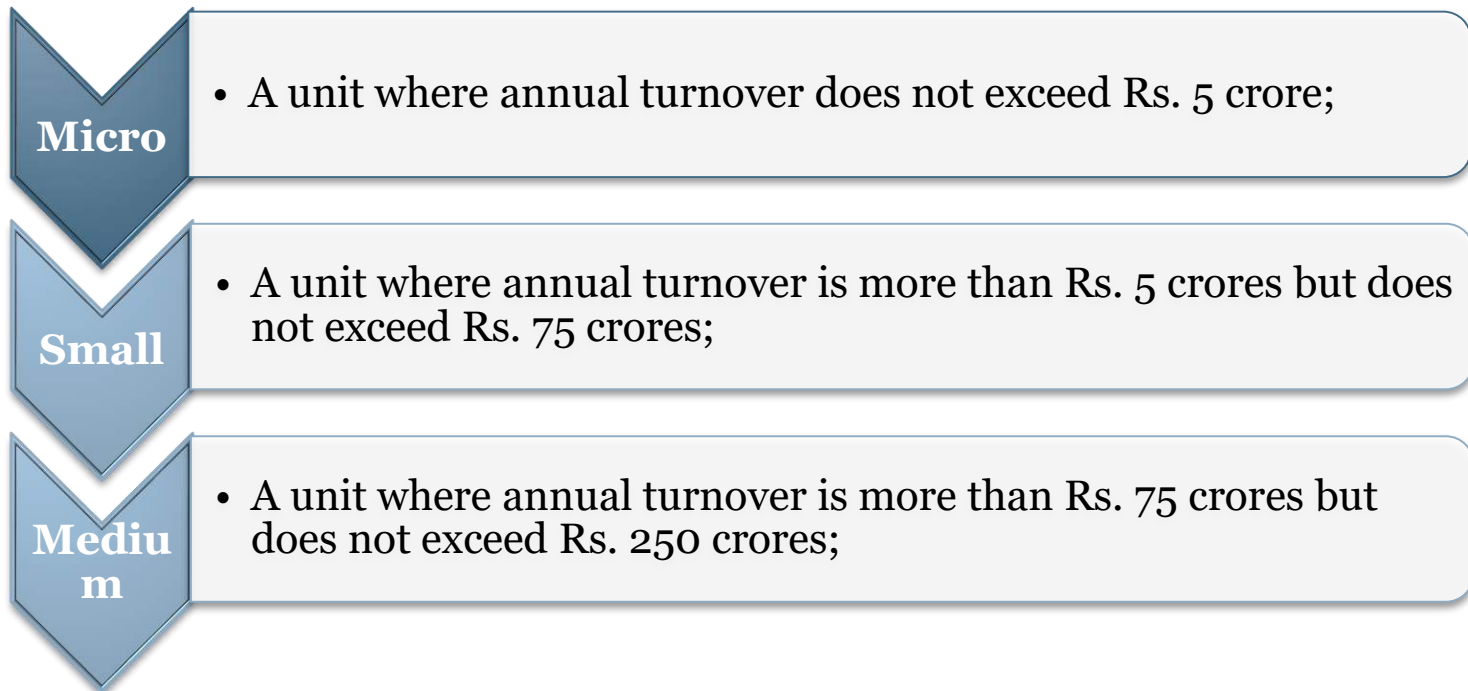 Micro
• A unit where annual turnover does not exceed Rs. 5 crore;
Small
• A unit where annual turnover is more than Rs. 5 crores but does
not exceed Rs. 75 crores;
Mediu
m
• A unit where annual turnover is more than Rs. 75 crores but
does not exceed Rs. 250 crores;